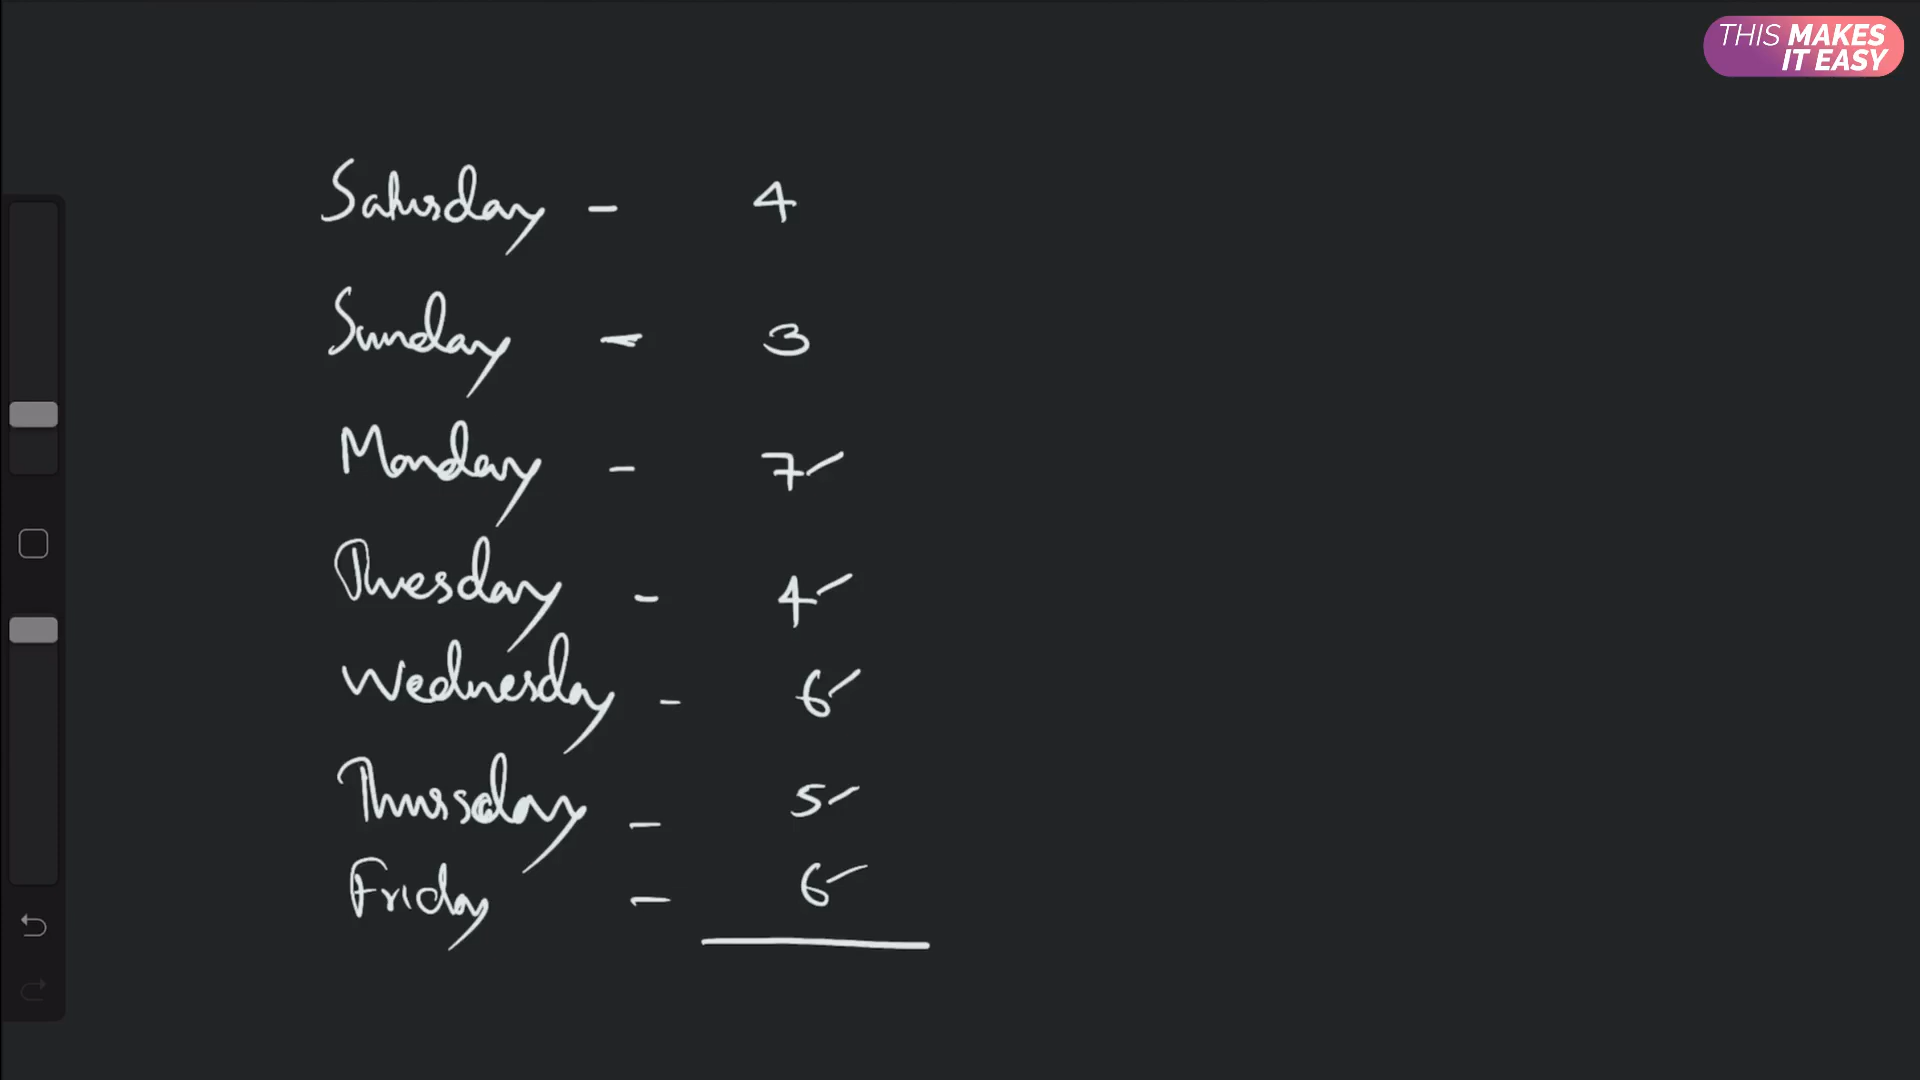 THIS MAKES
IT EASY
Saturday - 4
Sunday - 3
Monday - 7
Tuesday - 4
Wednesday - 6
Thursday - 5
Friday - 6